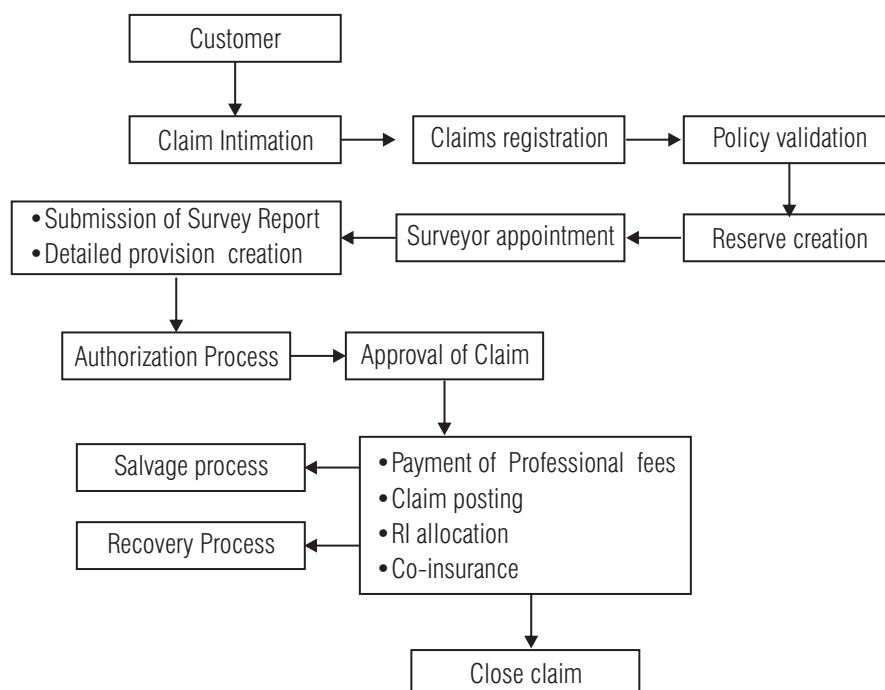 Customer
Claim Intimation
Claims registration
Policy validation
Reserve creation
Surveyor appointment
•Submission of Survey Report
•Detailed provision creation
Authorization Process
Approval of Claim
•Payment of Professional fees
•Claim posting
•RI allocation
•Co-insurance
Salvage process
Recovery Process
Close claim